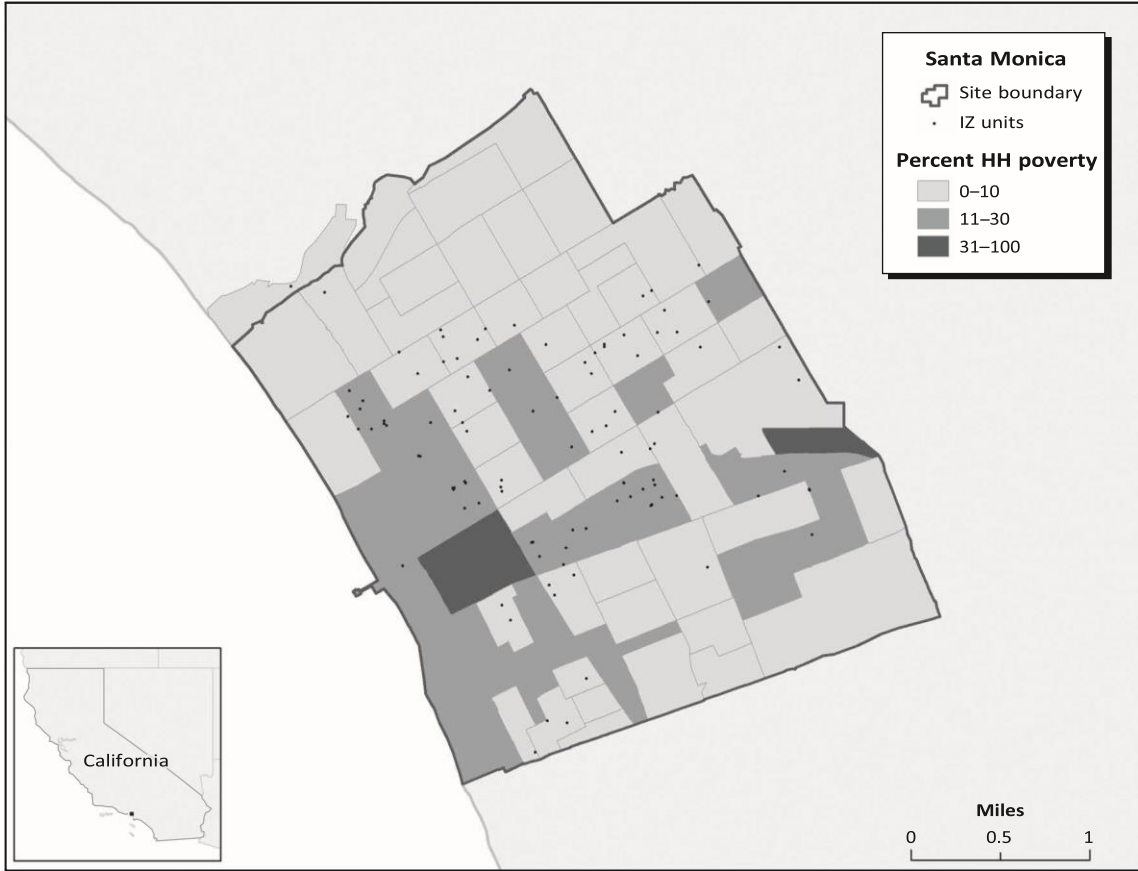 Santa Monica
Site boundary
IZ units
Percent HH poverty
0–10
11–30
31–100
California
Miles
0 0.5 1